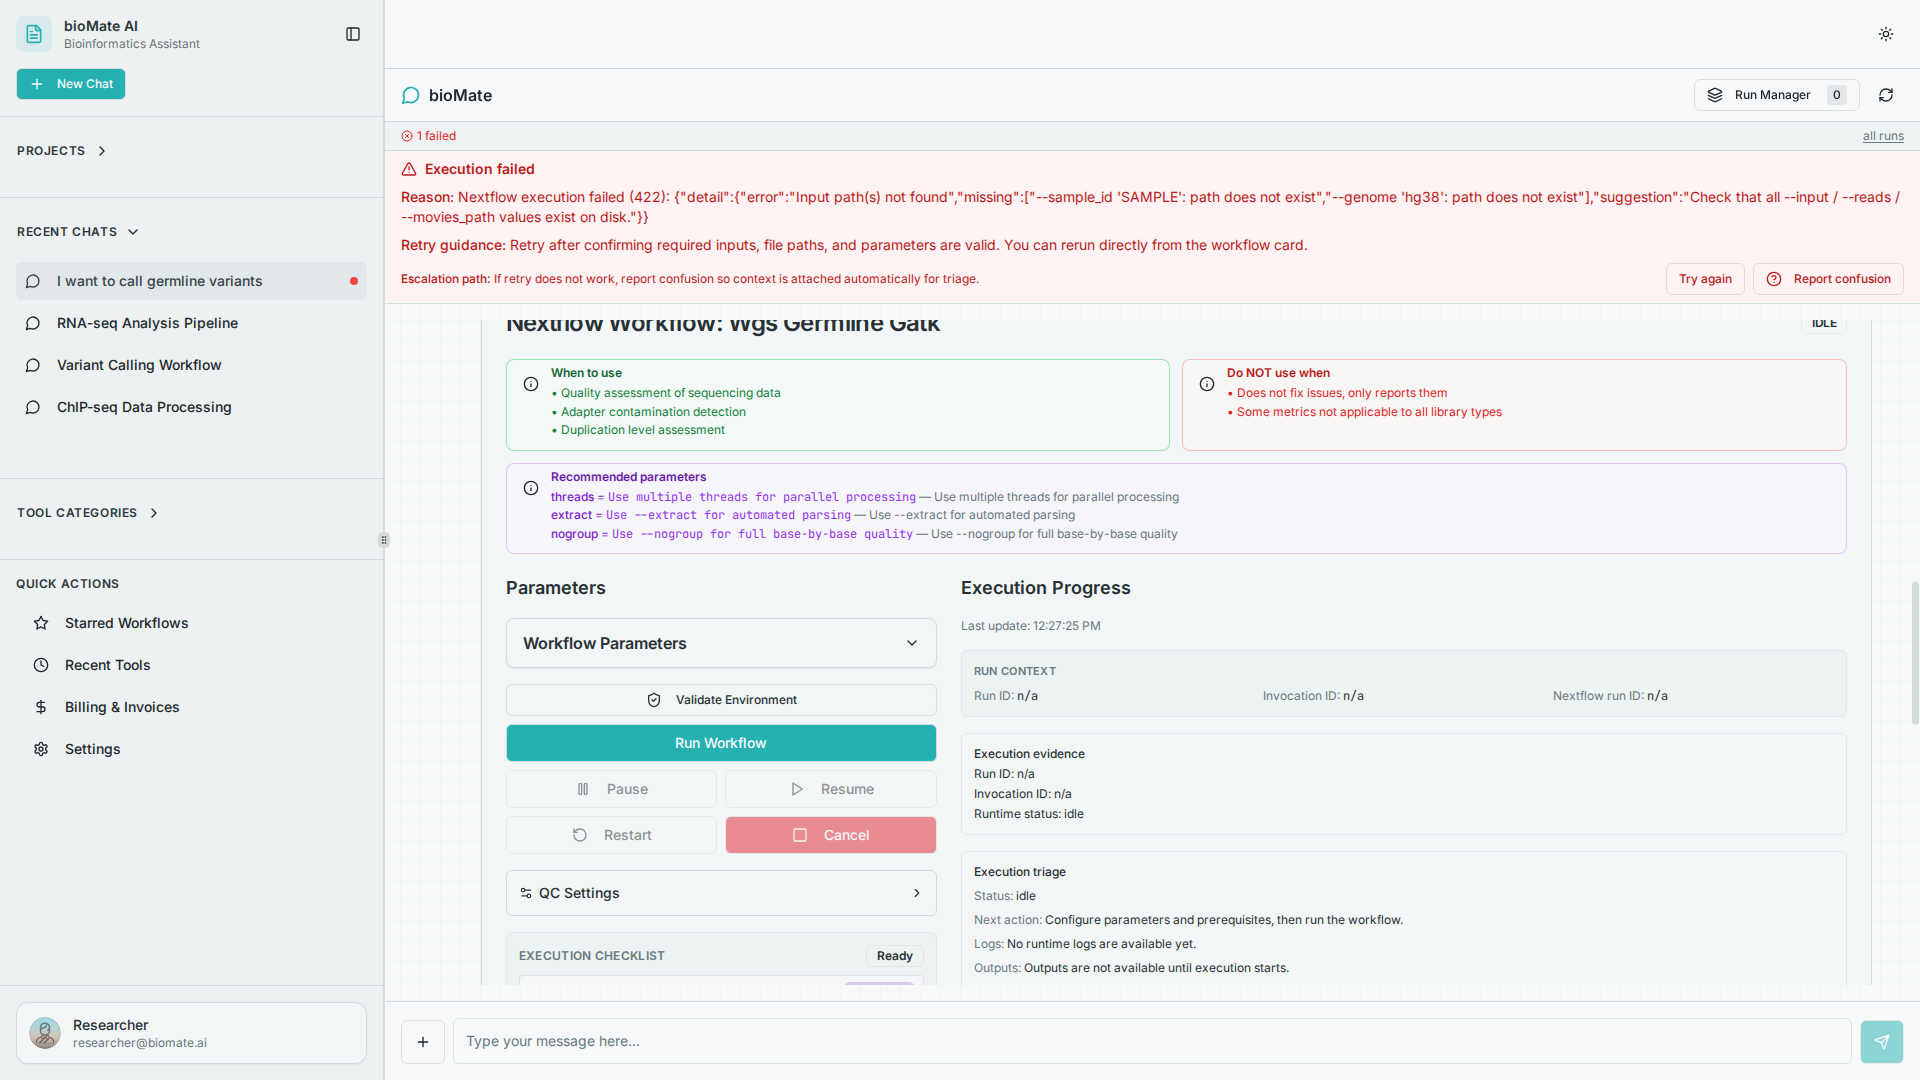 bioMate AI
Bioinformatics Assistant
New Chat
PROJECTS
RECENT CHATS
I want to call germline variants
RNA-seq Analysis Pipeline
Variant Calling Workflow
ChIP-seq Data Processing
TOOL CATEGORIES
QUICK ACTIONS
Starred Workflows
Recent Tools
Billing & Invoices
Settings
Researcher
researcher@biomate.ai
bioMate
Run Manager 0
1 failed
all runs
Execution failed
Reason: Nextflow execution failed (422): {"detail":{"error":"Input path(s) not found","missing":["--sample_id 'SAMPLE': path does not exist","--genome 'hg38': path does not exist"],"suggestion":"Check that all --input / --reads /
--movies_path values exist on disk."}}
Retry guidance: Retry after confirming required inputs, file paths, and parameters are valid. You can rerun directly from the workflow card.
Escalation path: If retry does not work, report confusion so context is attached automatically for triage.
Try again
Report confusion
Nextflow Workflow: Wgs Germline Gatk
IDLE
When to use
• Quality assessment of sequencing data
• Adapter contamination detection
• Duplication level assessment
Do NOT use when
• Does not fix issues, only reports them
• Some metrics not applicable to all library types
Recommended parameters
threads = Use multiple threads for parallel processing — Use multiple threads for parallel processing
extract = Use --extract for automated parsing — Use --extract for automated parsing
nogroup = Use --nogroup for full base-by-base quality — Use --nogroup for full base-by-base quality
Parameters
Workflow Parameters
Validate Environment
Run Workflow
Pause
Resume
Restart
Cancel
QC Settings
EXECUTION CHECKLIST
Ready
Execution Progress
Last update: 12:27:25 PM
RUN CONTEXT
Run ID: n/a
Invocation ID: n/a
Nextflow run ID: n/a
Execution evidence
Run ID: n/a
Invocation ID: n/a
Runtime status: idle
Execution triage
Status: idle
Next action: Configure parameters and prerequisites, then run the workflow.
Logs: No runtime logs are available yet.
Outputs: Outputs are not available until execution starts.
Type your message here...